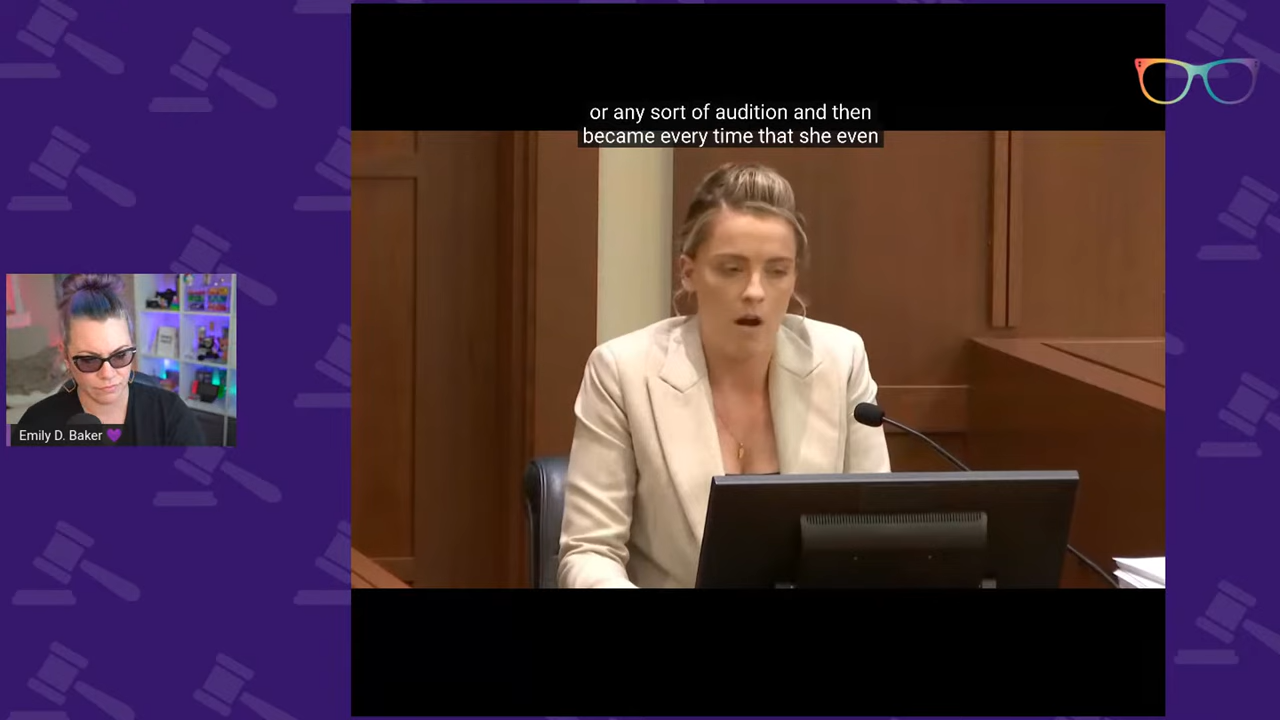 or any sort of audition and then
became every time that she even
Emily D. Baker 💜